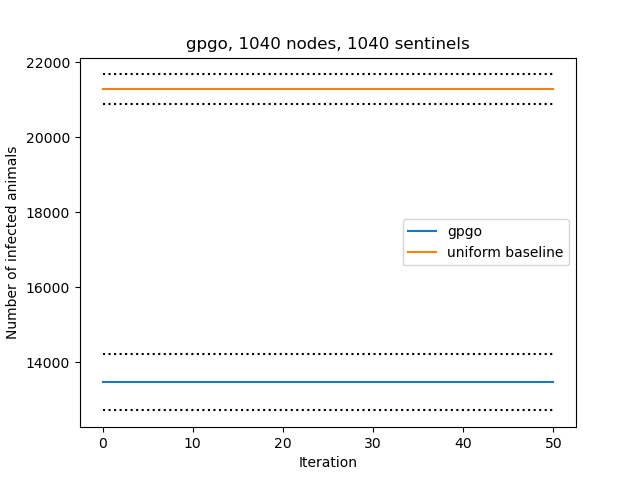 gpgo, 1040 nodes, 1040 sentinels
22000
20000
18000
16000
14000
Number of infected animals
gpgo
uniform baseline
0 10 20 30 40 50
Iteration